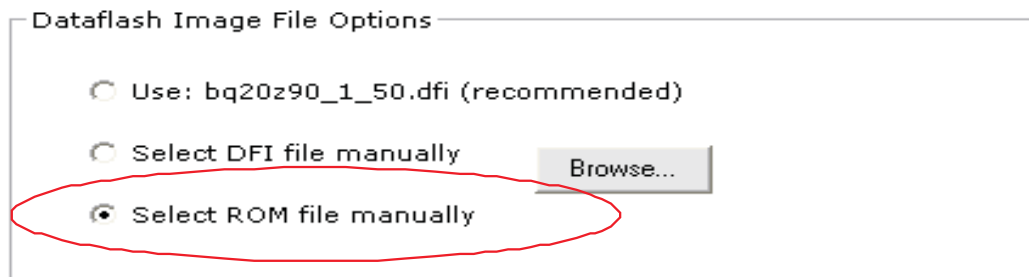 Dataflash Image File Options
Use: bq20z90_1_50.dfi (recommended)
Select DFI file manually
Browse...
Select ROM file manually